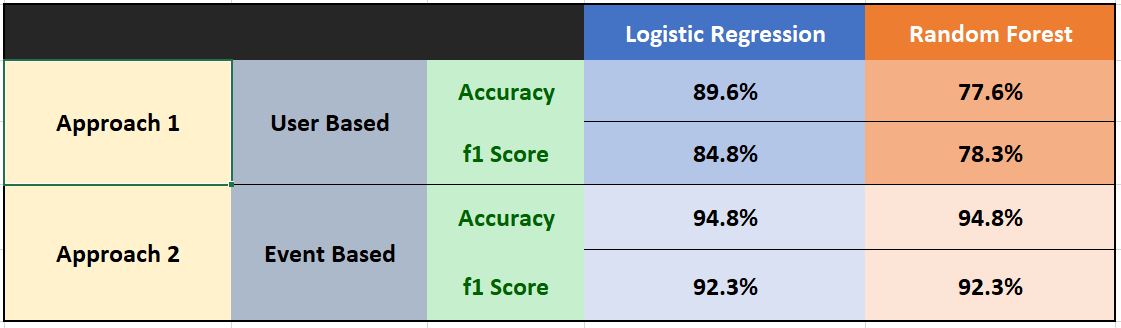 Logistic Regression Random Forest
Approach 1 User Based Accuracy 89.6% 77.6%
f1 Score 84.8% 78.3%
Approach 2 Event Based Accuracy 94.8% 94.8%
f1 Score 92.3% 92.3%